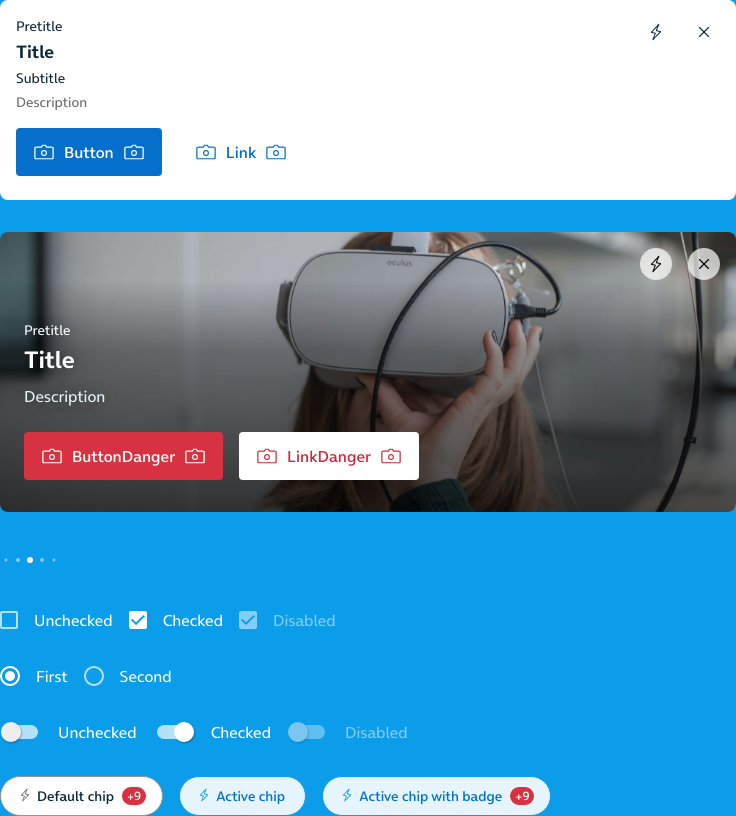 Pretitle
Title
Subtitle
Description
Button Link
oculus
Pretitle
Title
Description
ButtonDanger LinkDanger
Unchecked Checked Disabled
First Second
Unchecked Checked Disabled
Default chip +9 Active chip Active chip with badge +9